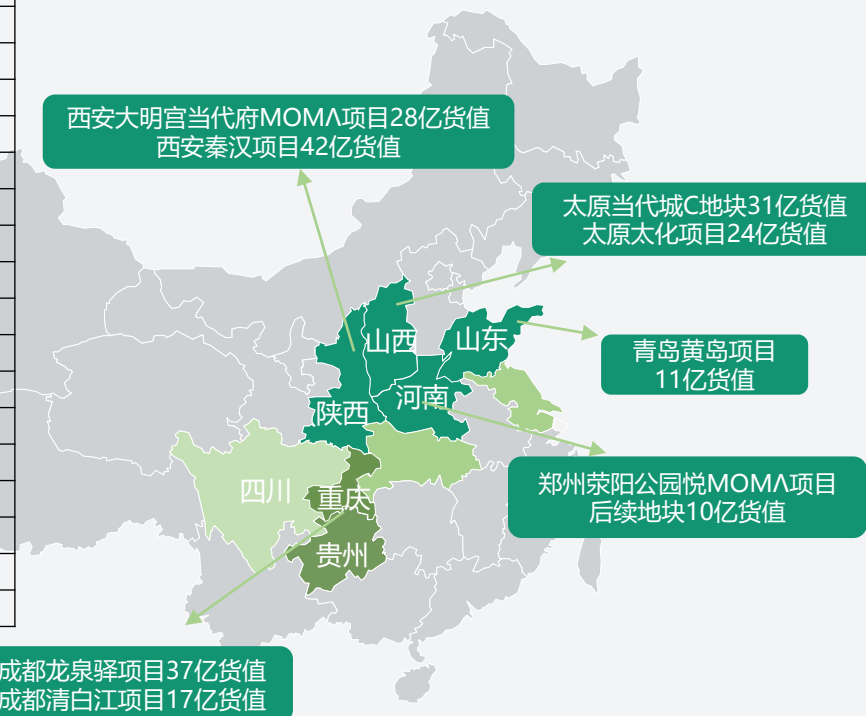 西安大明宫当代府MOMΛ项目28亿货值
西安秦汉项目42亿货值
太原当代城C地块31亿货值
太原太化项目24亿货值
山西
山东
青岛黄岛项目
11亿货值
河南
陕西
郑州荥阳公园悦MOMΛ项目
后续地块10亿货值
四川
重庆
贵州
成都龙泉驿项目37亿货值
成都清白江项目17亿货值